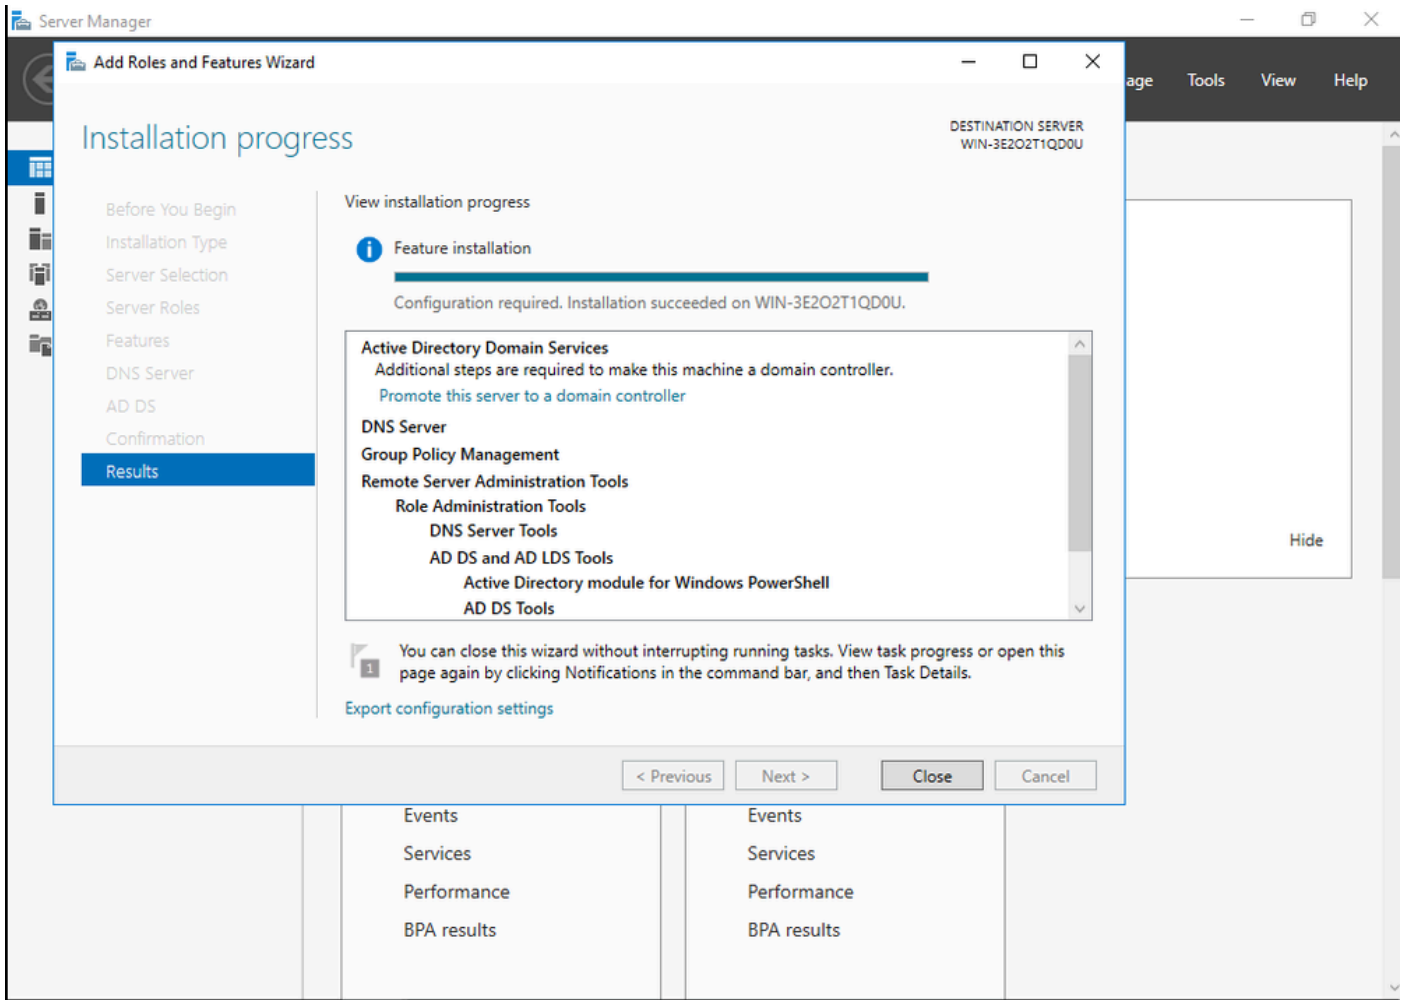 Server Manager
Add Roles and Features Wizard
age Tools View Help
Installation progress
DESTINATION SERVER
WIN-3E2O2T1QD0U
Before You Begin
Installation Type
Server Selection
Server Roles
Features
DNS Server
AD DS
Confirmation
Results
View installation progress
Feature installation
Configuration required. Installation succeeded on WIN-3E2O2T1QD0U.
Active Directory Domain Services
Additional steps are required to make this machine a domain controller.
Promote this server to a domain controller
DNS Server
Group Policy Management
Remote Server Administration Tools
Role Administration Tools
DNS Server Tools
AD DS and AD LDS Tools
Active Directory module for Windows PowerShell
AD DS Tools
1
You can close this wizard without interrupting running tasks. View task progress or open this
page again by clicking Notifications in the command bar, and then Task Details.
Export configuration settings
< Previous Next > Close Cancel
Hide
Events
Services
Performance
BPA results
Events
Services
Performance
BPA results